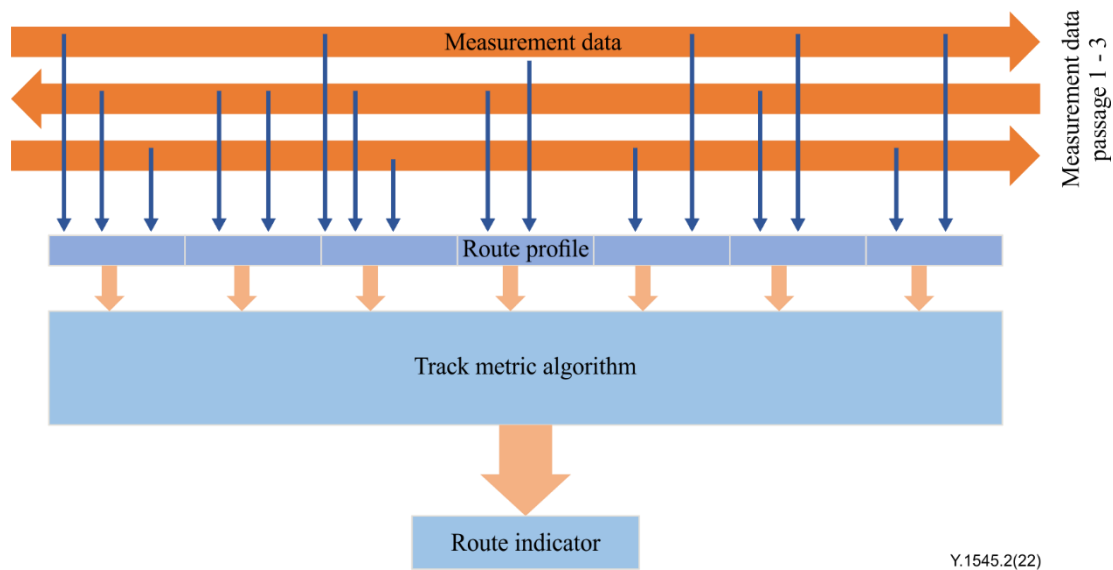 Measurement data
Measurement data
passage 1 - 3
Route profile
Track metric algorithm
Route indicator
Y.1545.2(22)